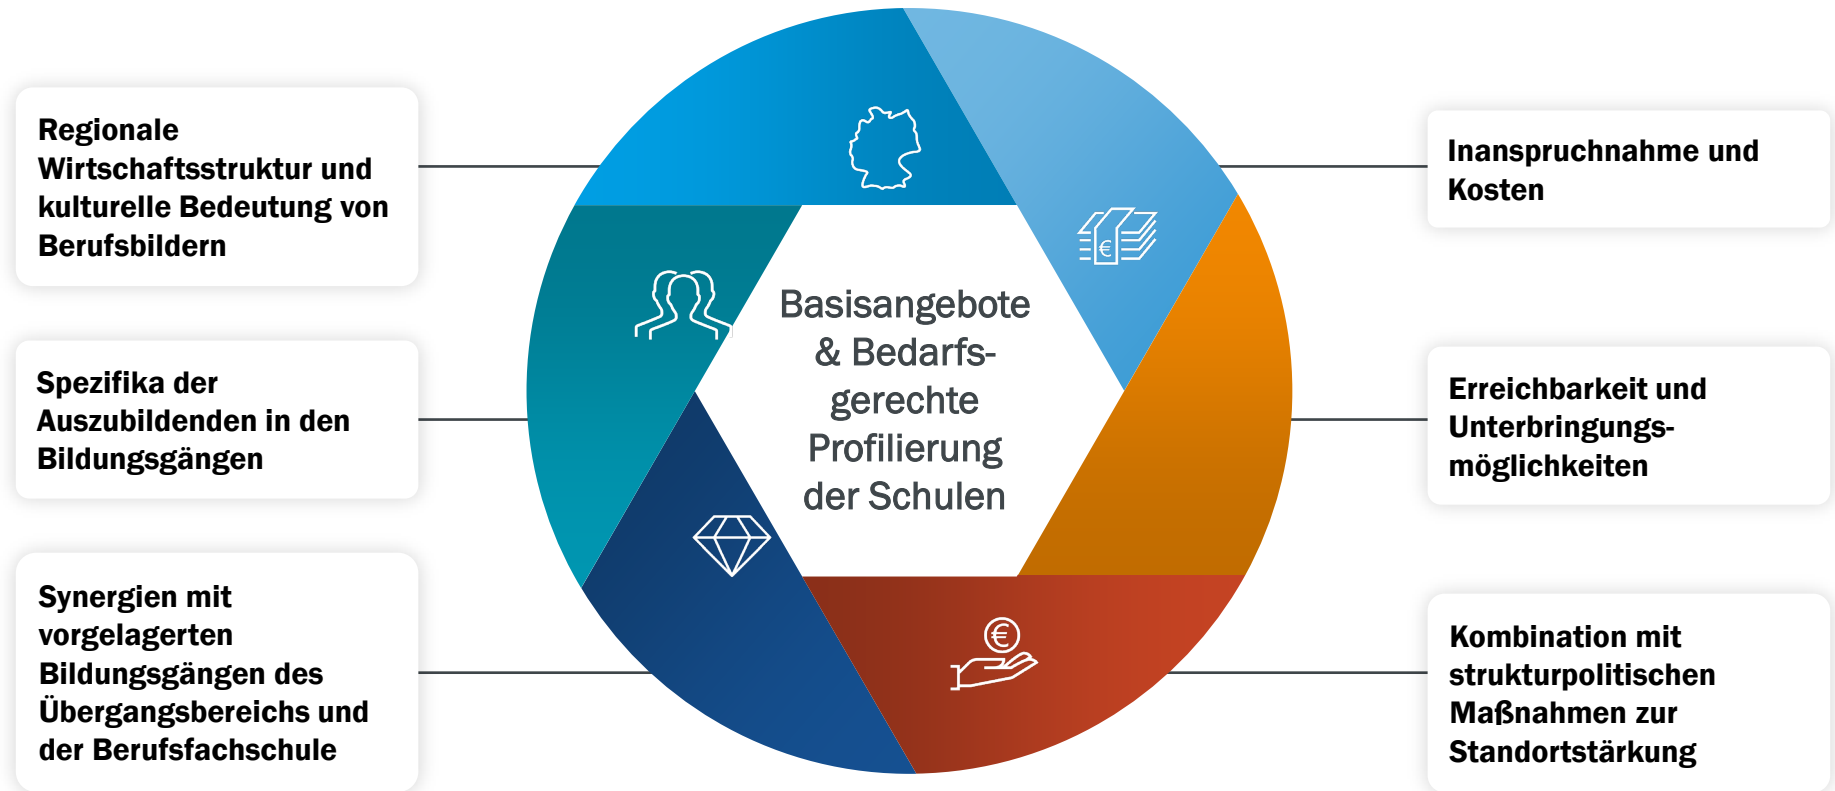 Regionale
Wirtschaftsstruktur und
kulturelle Bedeutung von
Berufsbildern
Spezifika der
Auszubildenden in den
Bildungsgängen
Synergien mit
vorgelagerten
Bildungsgängen des
Übergangsbereichs und
der Berufsfachschule
€
Basisangebote
& Bedarfs-
gerechte
Profilierung
der Schulen
€
Inanspruchnahme und
Kosten
Erreichbarkeit und
Unterbringungs-
möglichkeiten
Kombination mit
strukturpolitischen
Maßnahmen zur
Standortstärkung